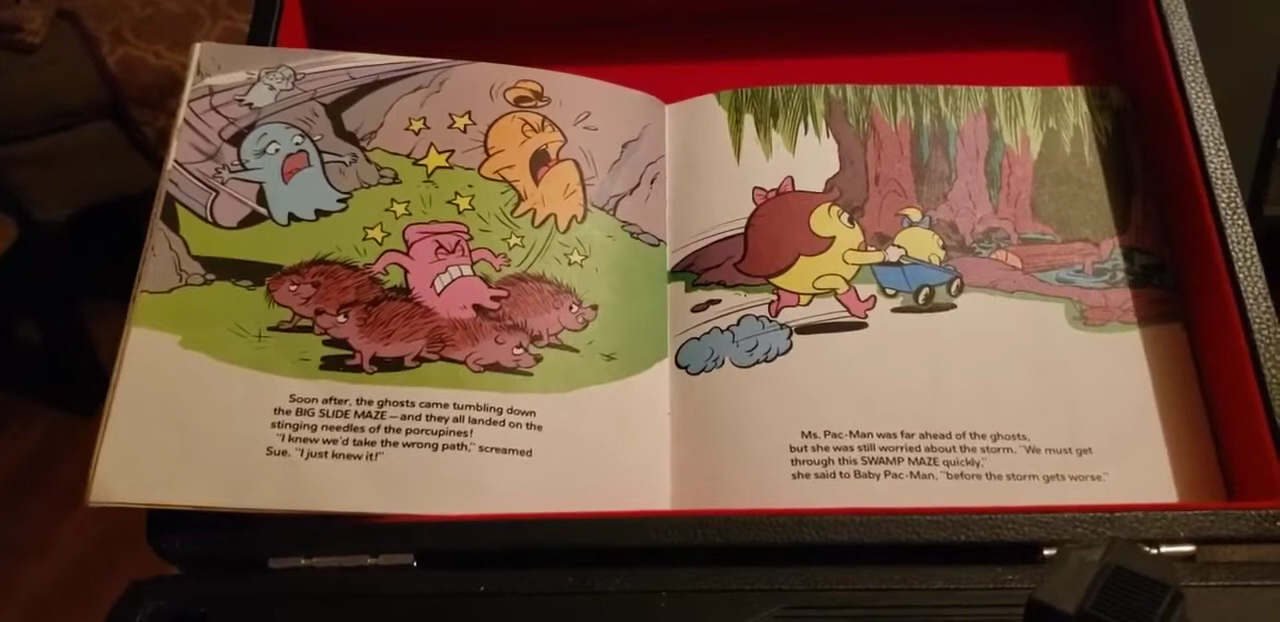 Soon after, the ghosts came tumbling down
the BIG SLIDE MAZE—and they all landed on the
stinging needles of the porcupines!
"I knew we'd take the wrong path," screamed
Sue. "I just knew it!"
Ms. Pac-Man was far ahead of the ghosts,
but she was still worried about the storm. "We must get
through this SWAMP MAZE quickly,"
she said to Baby Pac-Man, "before the storm gets worse."